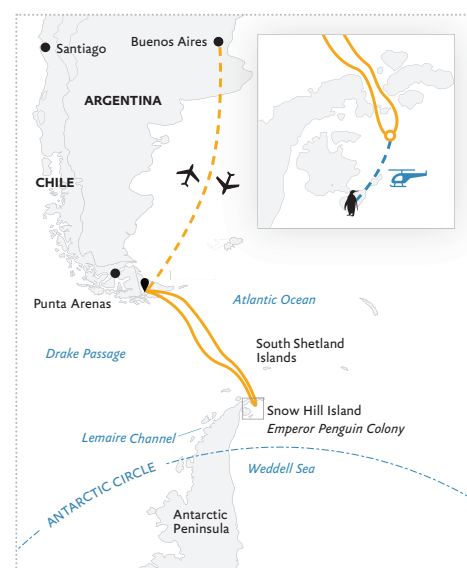 Buenos Aires
Santiago
ARGENTINA
CHILE
Punta Arenas
Atlantic Ocean
Drake Passage
South Shetland
Islands
Snow Hill Island
Emperor Penguin Colony
Lemaire Channel
ANTARCTIC CIRCLE
Weddell Sea
Antarctic
Peninsula